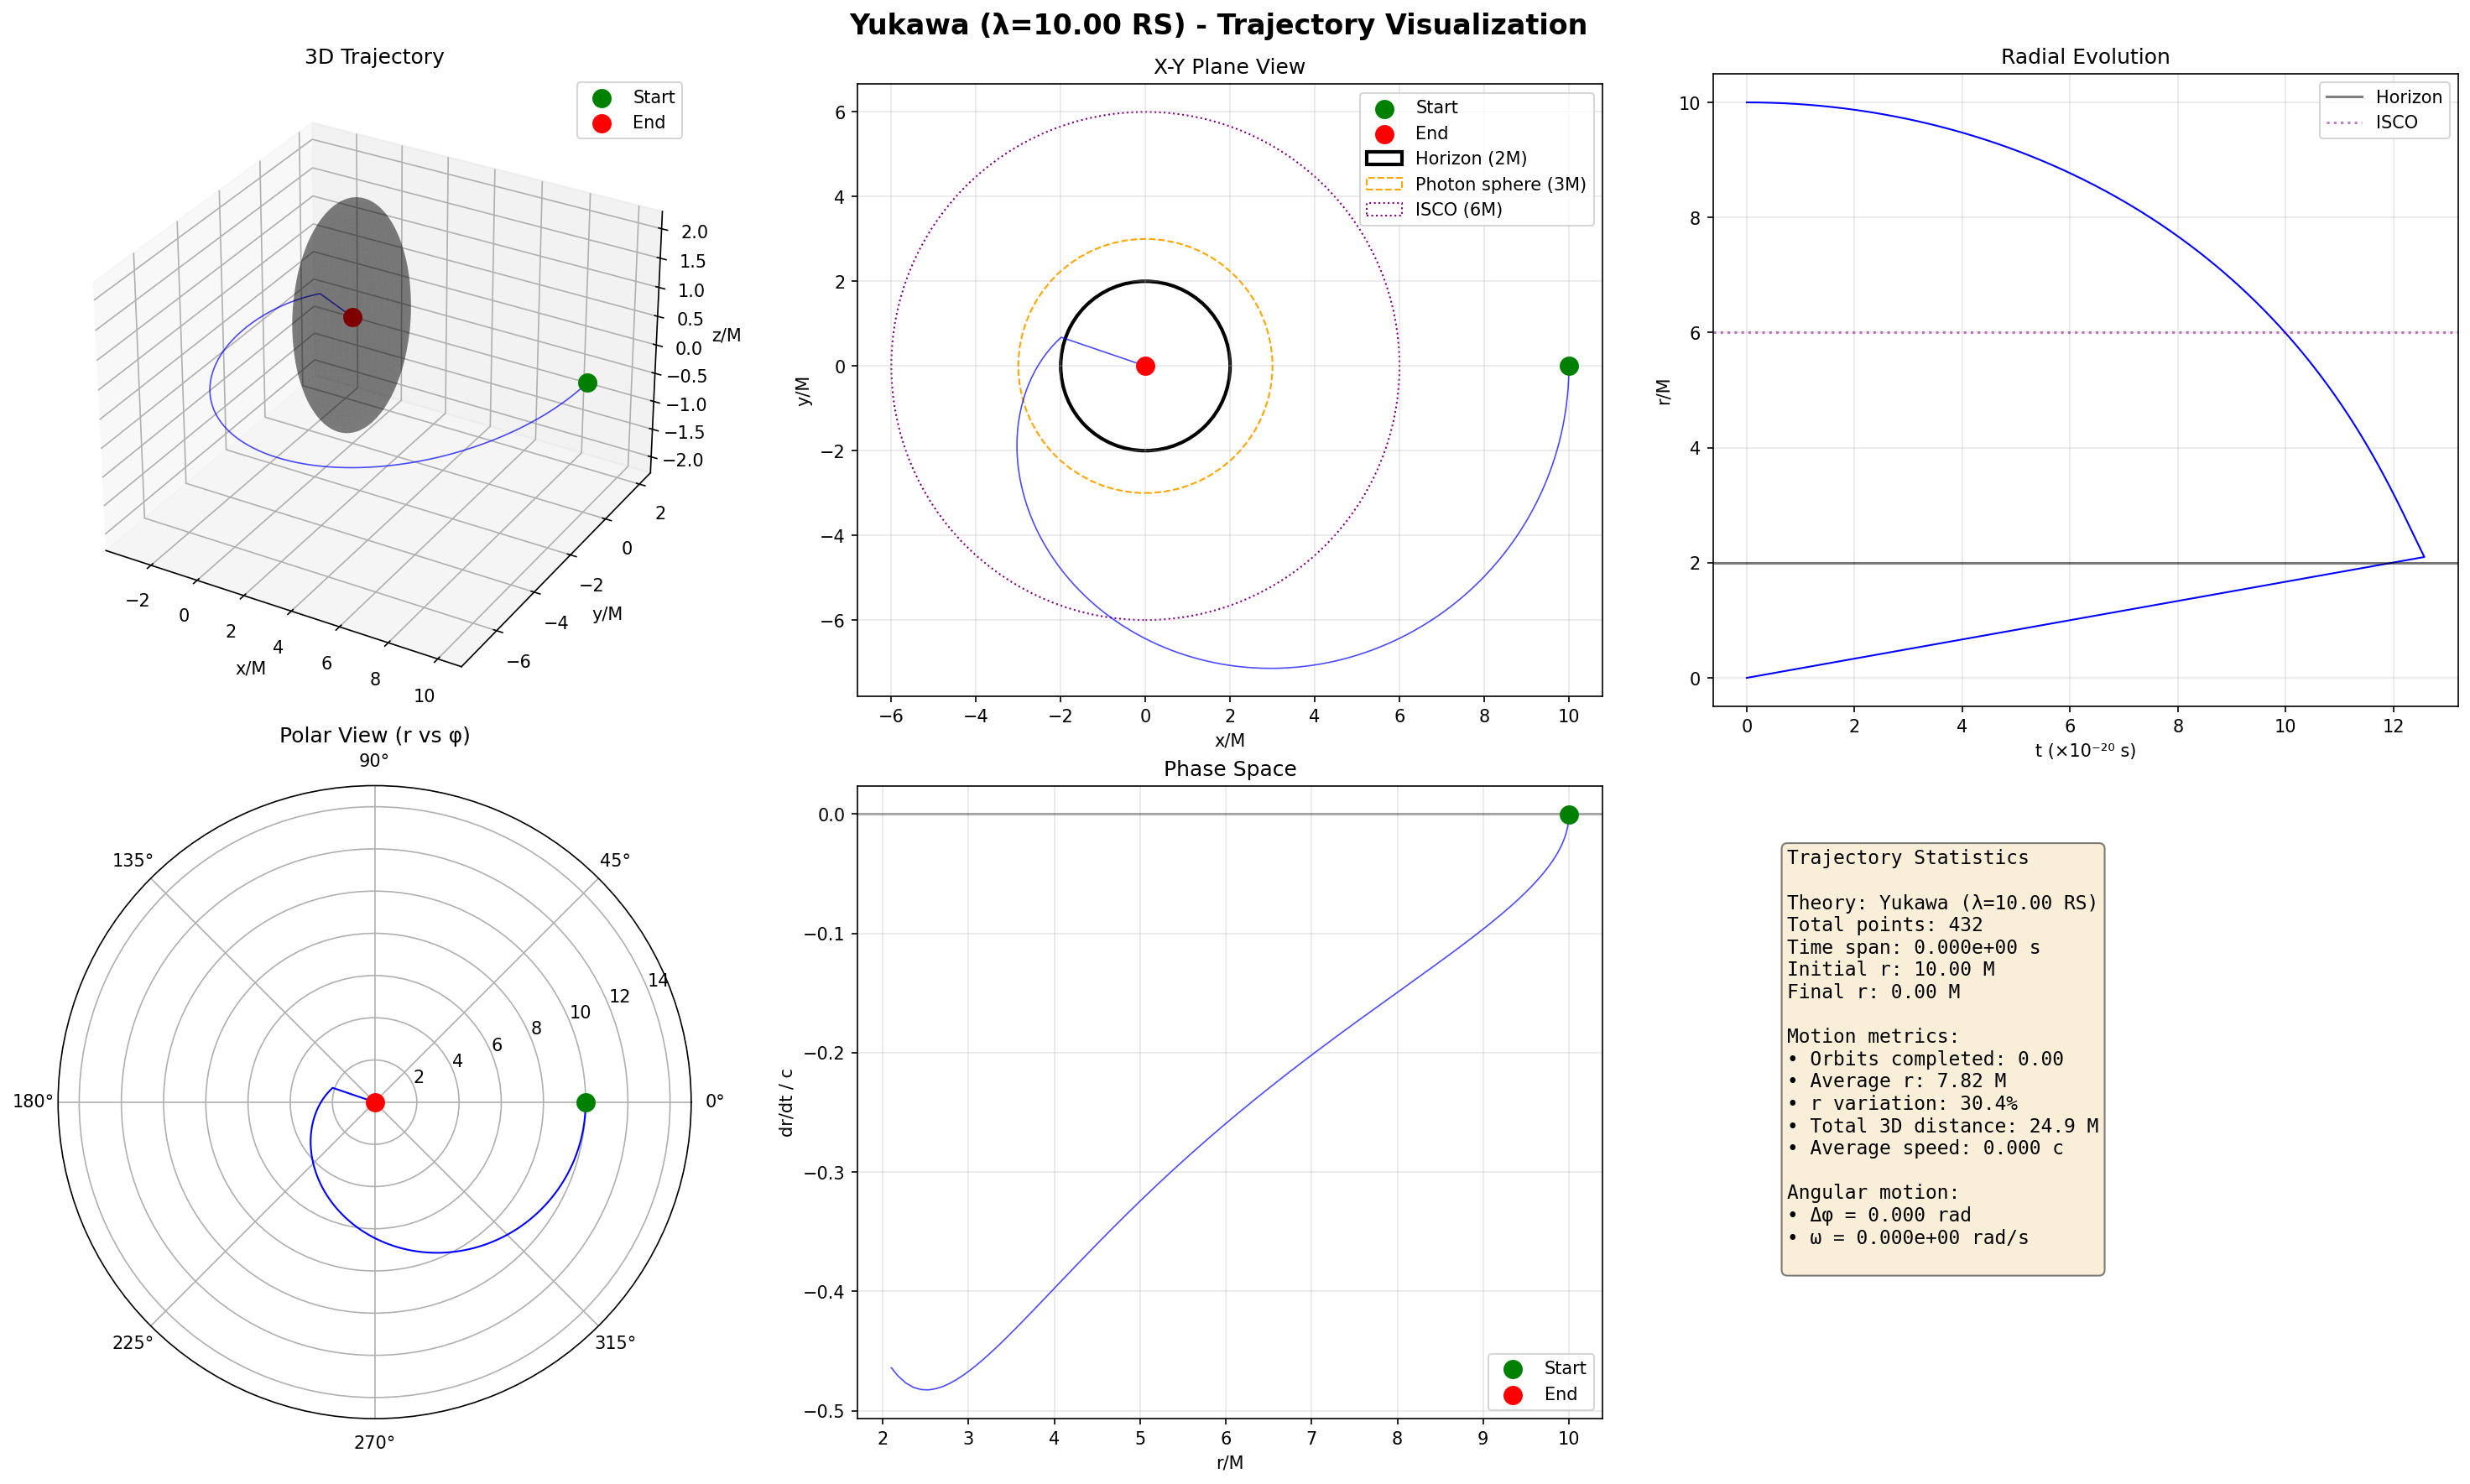 Yukawa (λ=10.00 RS) - Trajectory Visualization
3D Trajectory
Start
End
2.0
1.5
1.0
0.5
0.0
−0.5
−1.0
−1.5
−2.0
z/M
2
0
−2
−4
−6
y/M
−2
0
2
4
6
8
10
x/M
X-Y Plane View
Start
End
Horizon (2M)
Photon sphere (3M)
ISCO (6M)
6
4
2
0
−2
−4
−6
y/M
−6
−4
−2
0
2
4
6
8
10
x/M
Radial Evolution
Horizon
ISCO
10
8
6
4
2
0
r/M
0
2
4
6
8
10
12
t (×10⁻²⁰ s)
Polar View (r vs φ)
90°
135°
45°
180°
0°
225°
315°
270°
2
4
6
8
10
12
14
Phase Space
0.0
−0.1
−0.2
−0.3
−0.4
−0.5
dr/dt / c
2
3
4
5
6
7
8
9
10
r/M
Start
End
Trajectory Statistics
Theory: Yukawa (λ=10.00 RS)
Total points: 432
Time span: 0.000e+00 s
Initial r: 10.00 M
Final r: 0.00 M
Motion metrics:
• Orbits completed: 0.00
• Average r: 7.82 M
• r variation: 30.4%
• Total 3D distance: 24.9 M
• Average speed: 0.000 c
Angular motion:
• Δφ = 0.000 rad
• ω = 0.000e+00 rad/s